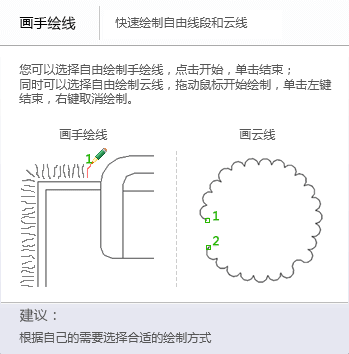 画手绘线 快速绘制自由线段和云线
您可以选择自由绘制手绘线，点击开始，单击结束；
同时可以选择自由绘制云线，拖动鼠标开始绘制，单击左键
结束，右键取消绘制。
画手绘线 画云线
1
1
2
建议：
根据自己的需要选择合适的绘制方式